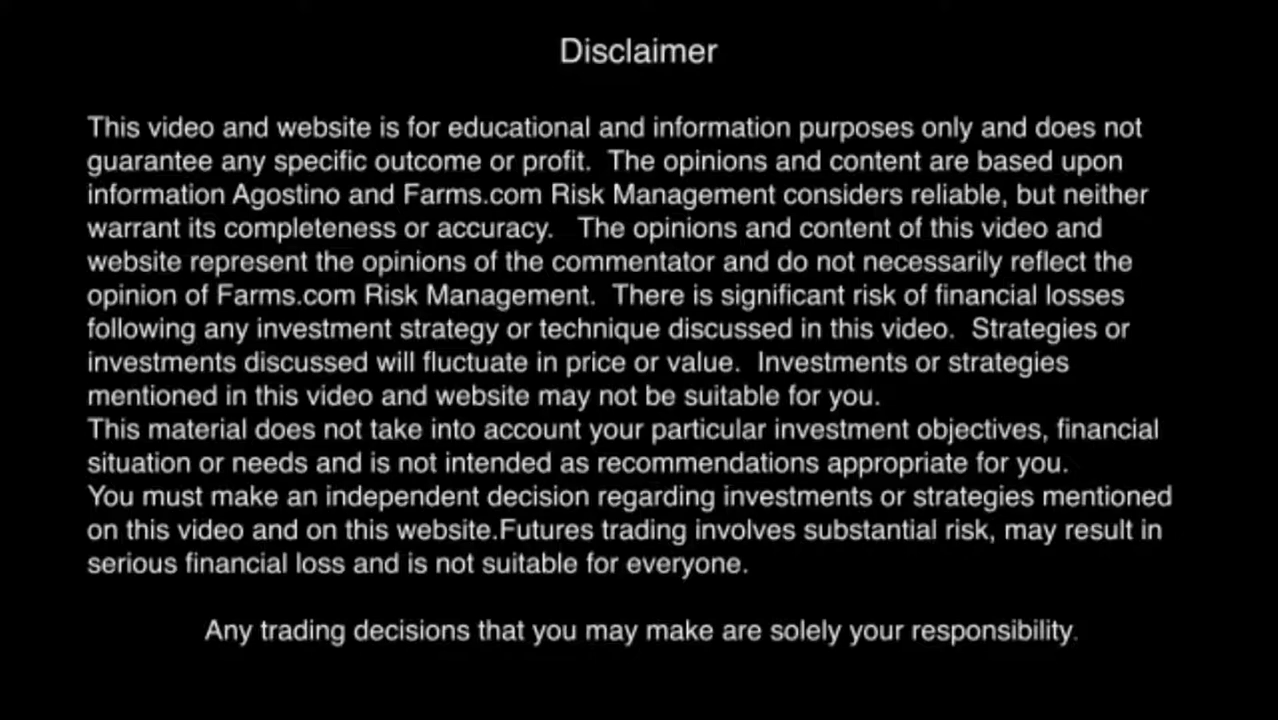 Disclaimer
This video and website is for educational and information purposes only and does not
guarantee any specific outcome or profit.  The opinions and content are based upon
information Agostino and Farms.com Risk Management considers reliable, but neither
warrant its completeness or accuracy.   The opinions and content of this video and
website represent the opinions of the commentator and do not necessarily reflect the
opinion of Farms.com Risk Management.  There is significant risk of financial losses
following any investment strategy or technique discussed in this video.  Strategies or
investments discussed will fluctuate in price or value.  Investments or strategies
mentioned in this video and website may not be suitable for you.
This material does not take into account your particular investment objectives, financial
situation or needs and is not intended as recommendations appropriate for you.
You must make an independent decision regarding investments or strategies mentioned
on this video and on this website.Futures trading involves substantial risk, may result in
serious financial loss and is not suitable for everyone.
Any trading decisions that you may make are solely your responsibility.